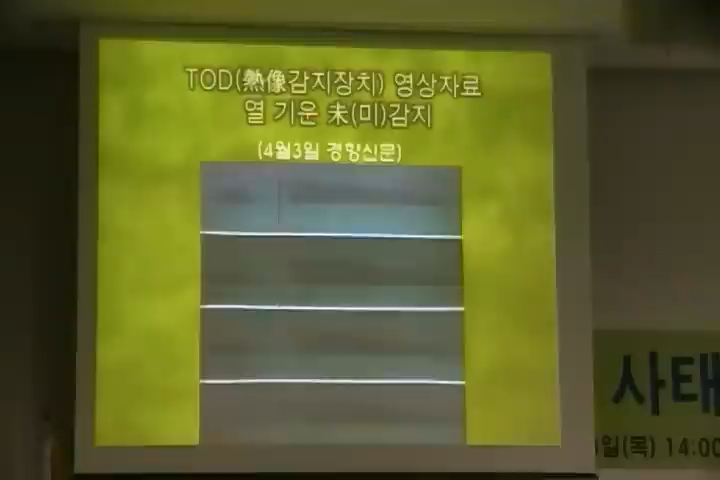 TOD(熱像감지장치) 영상자료
열 기운 未(미)감지
(4월3일 경향신문)
사태
일(목) 14:00